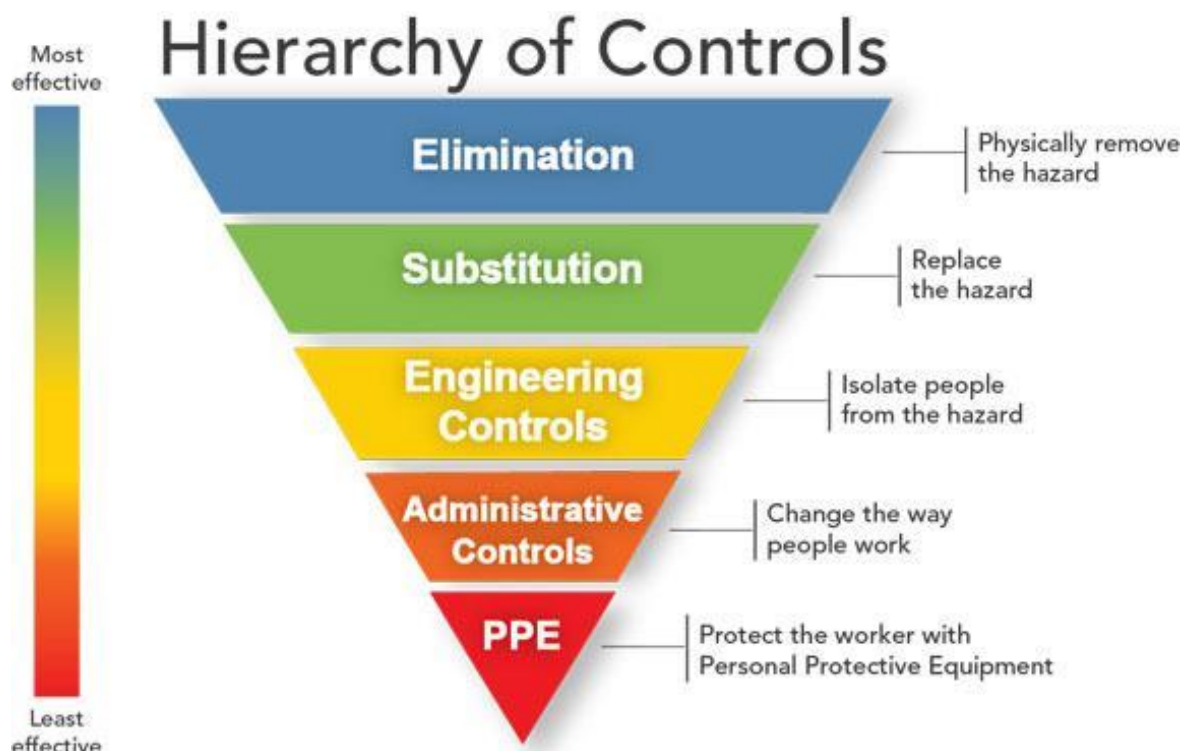 Hierarchy of Controls
Most
effective
Elimination
Physically remove
the hazard
Substitution
Replace
the hazard
Engineering
Controls
Isolate people
from the hazard
Administrative
Controls
Change the way
people work
PPE
Protect the worker with
Personal Protective Equipment
Least
effective